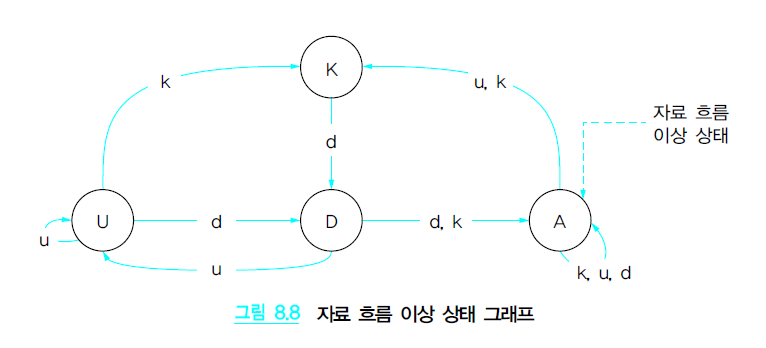 K
k
u, k
자료 흐름
이상 상태
d
U
d
D
d, k
A
u
u
k, u, d
그림 8.8 자료 흐름 이상 상태 그래프